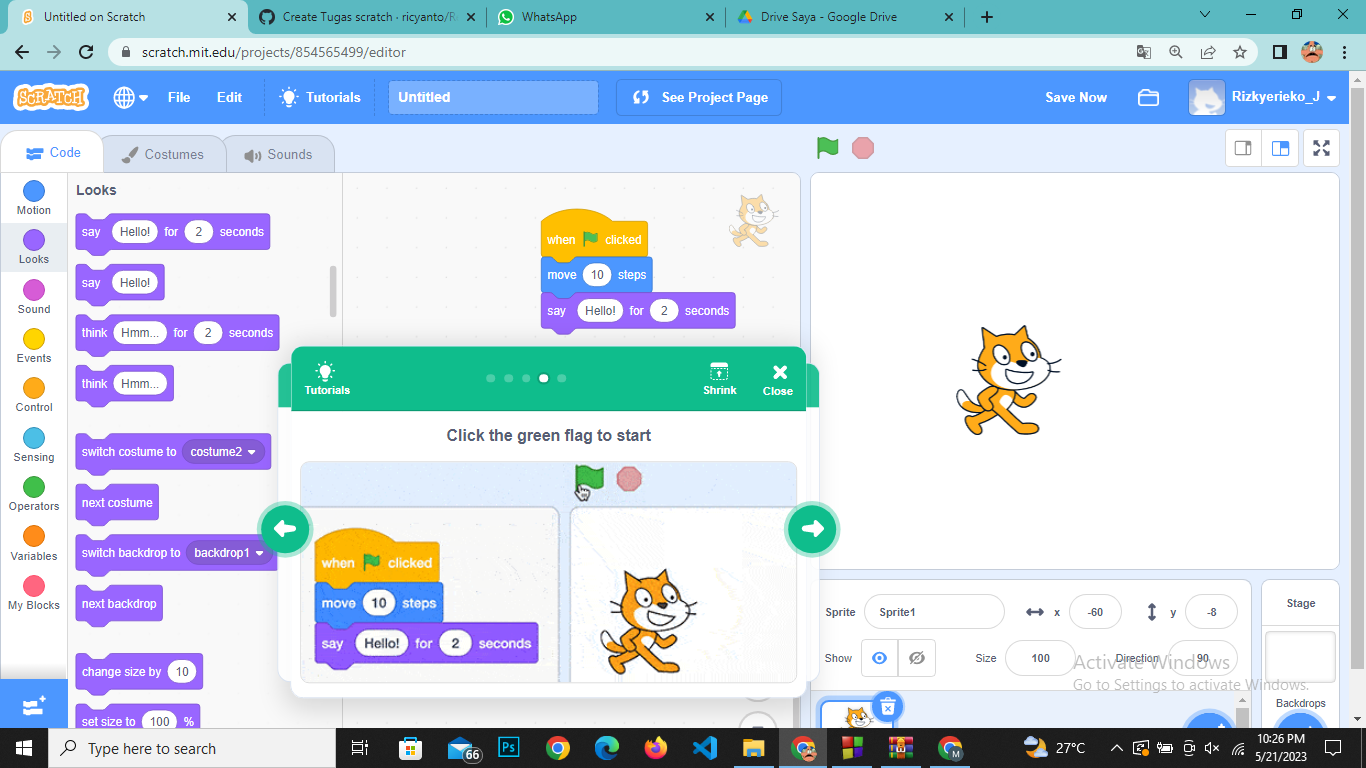 Untitled on Scratch
Create Tugas scratch · ricyanto/R
WhatsApp
Drive Saya - Google Drive
scratch.mit.edu/projects/854565499/editor
SCRATCH
File
Edit
Tutorials
Untitled
See Project Page
Save Now
Rizkyerieko_J
Code
Costumes
Sounds
Motion
Looks
Sound
Events
Control
Sensing
Operators
Variables
My Blocks
Looks
say Hello! for 2 seconds
say Hello!
think Hmm... for 2 seconds
think Hmm...
switch costume to costume2
next costume
switch backdrop to backdrop1
next backdrop
change size by 10
set size to 100 %
when clicked
move 10 steps
say Hello! for 2 seconds
Tutorials
Shrink
Close
Click the green flag to start
when clicked
move 10 steps
say Hello! for 2 seconds
Sprite Sprite1 x -60 y -8
Show Size 100 Direction 90
Stage
Backdrops
Activate Windows
Go to Settings to activate Windows.
Type here to search
66
Ps
M
27°C
10:26 PM
5/21/2023